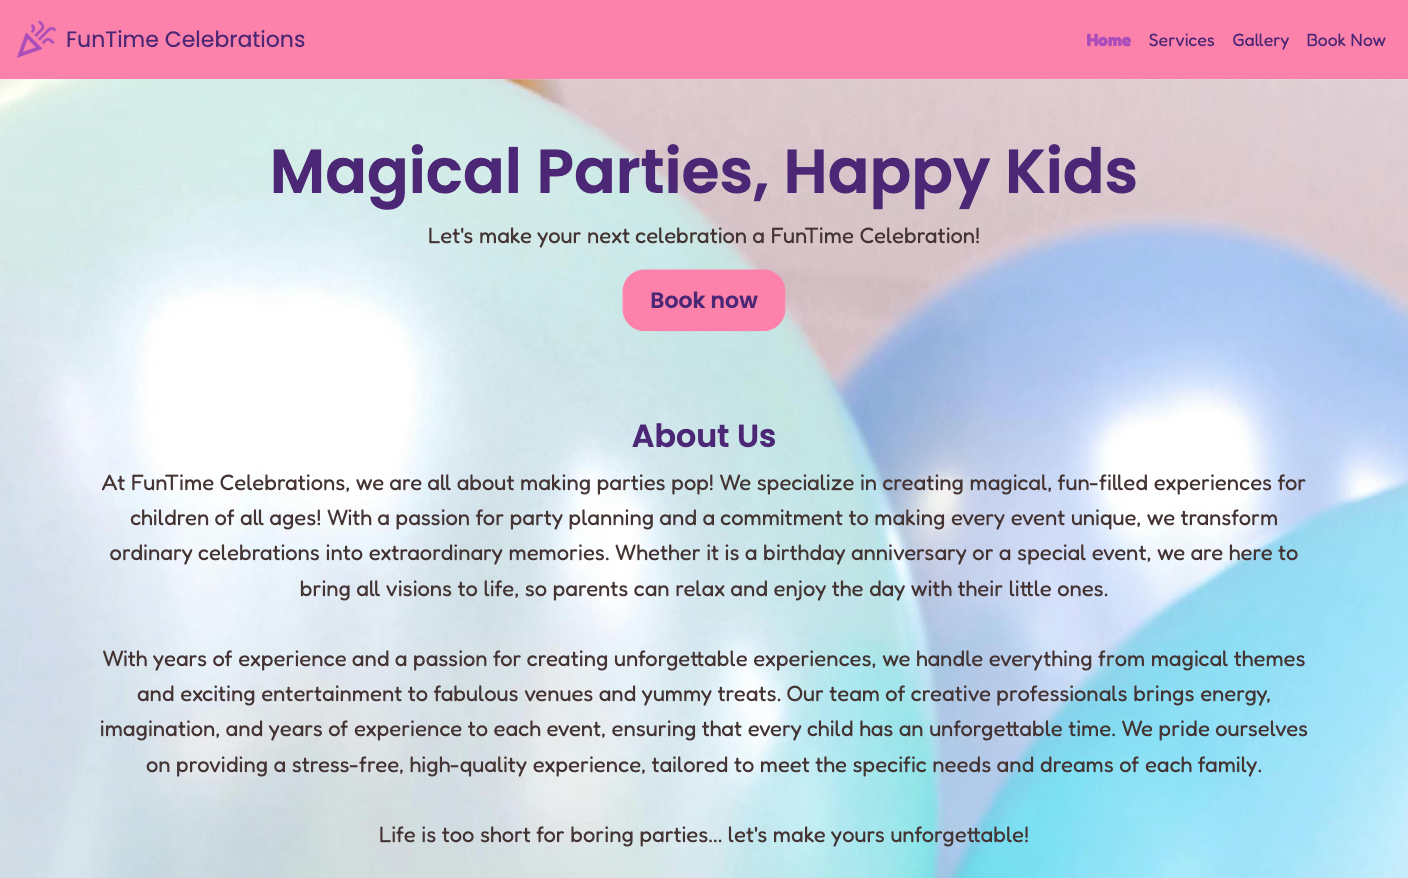 FunTime Celebrations
Home Services Gallery Book Now
Magical Parties, Happy Kids
Let's make your next celebration a FunTime Celebration!
Book now
About Us
At FunTime Celebrations, we are all about making parties pop! We specialize in creating magical, fun-filled experiences for
children of all ages! With a passion for party planning and a commitment to making every event unique, we transform
ordinary celebrations into extraordinary memories. Whether it is a birthday anniversary or a special event, we are here to
bring all visions to life, so parents can relax and enjoy the day with their little ones.
With years of experience and a passion for creating unforgettable experiences, we handle everything from magical themes
and exciting entertainment to fabulous venues and yummy treats. Our team of creative professionals brings energy,
imagination, and years of experience to each event, ensuring that every child has an unforgettable time. We pride ourselves
on providing a stress-free, high-quality experience, tailored to meet the specific needs and dreams of each family.
Life is too short for boring parties... let's make yours unforgettable!